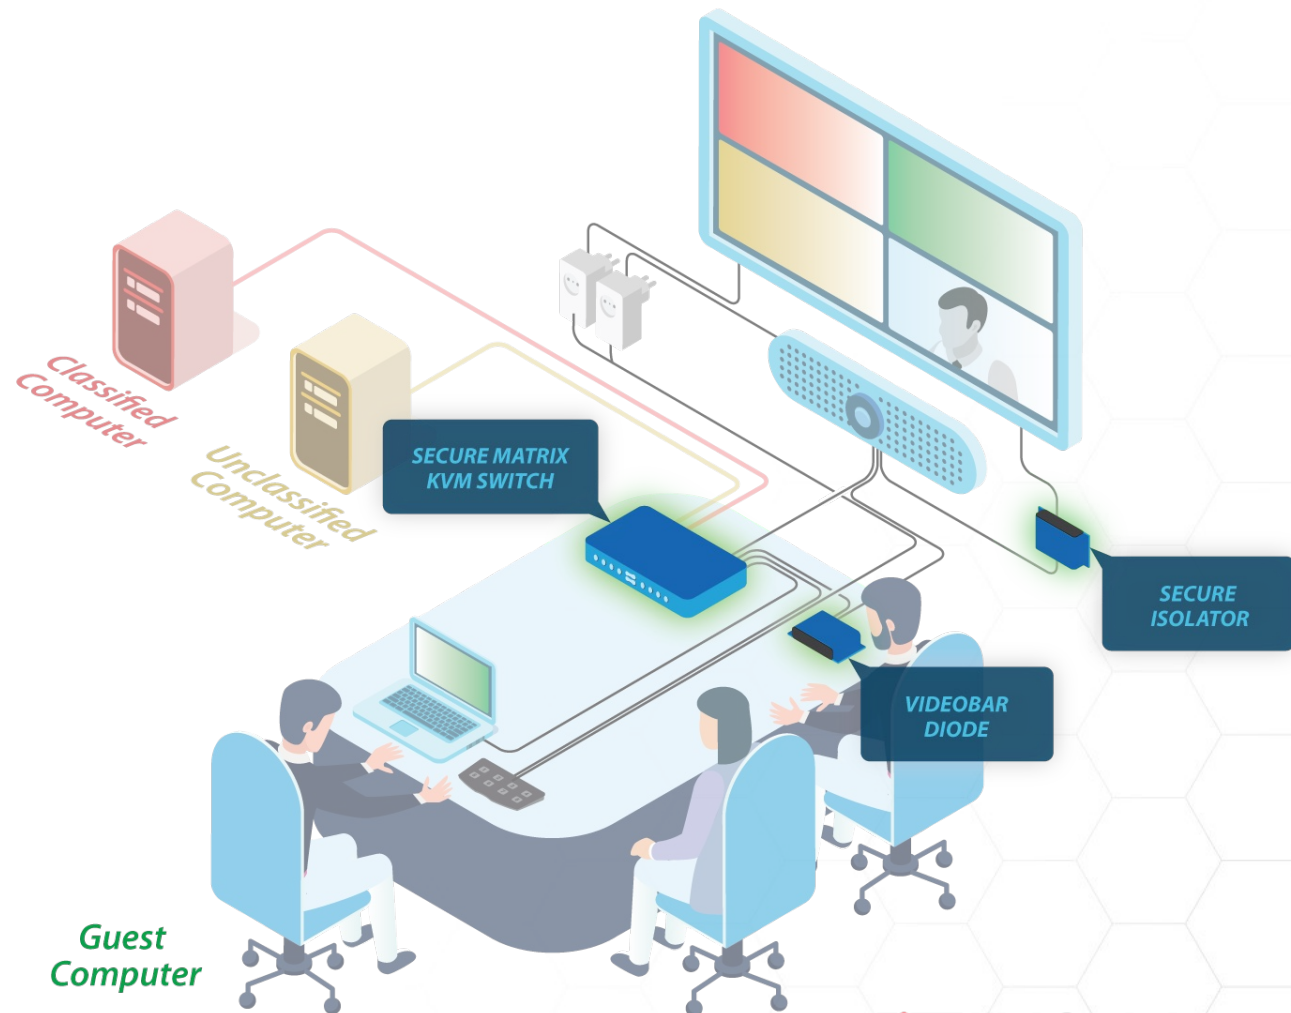 Classified
Computer
Unclassified
Computer
SECURE MATRIX
KVM SWITCH
SECURE
ISOLATOR
VIDEOBAR
DIODE
Guest
Computer